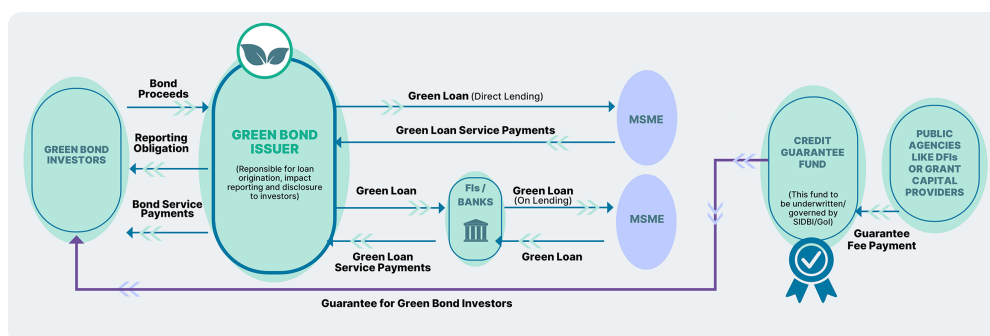 Bond
Proceeds
Reporting
Obligation
Bond Service
Payments
GREEN BOND
INVESTORS
GREEN BOND
ISSUER
(Reponsible for loan
origination, impact
reporting and disclosure
to investors)
Green Loan (Direct Lending)
Green Loan Service Payments
MSME
Green Loan
FIs /
BANKS
Green Loan
(On Lending)
MSME
Green Loan
Service Payments
Green Loan
CREDIT
GUARANTEE
FUND
(This fund to
be underwritten/
governed by
SIDBI/GoI)
PUBLIC
AGENCIES
LIKE DFIs
OR GRANT
CAPITAL
PROVIDERS
Guarantee
Fee Payment
Guarantee for Green Bond Investors